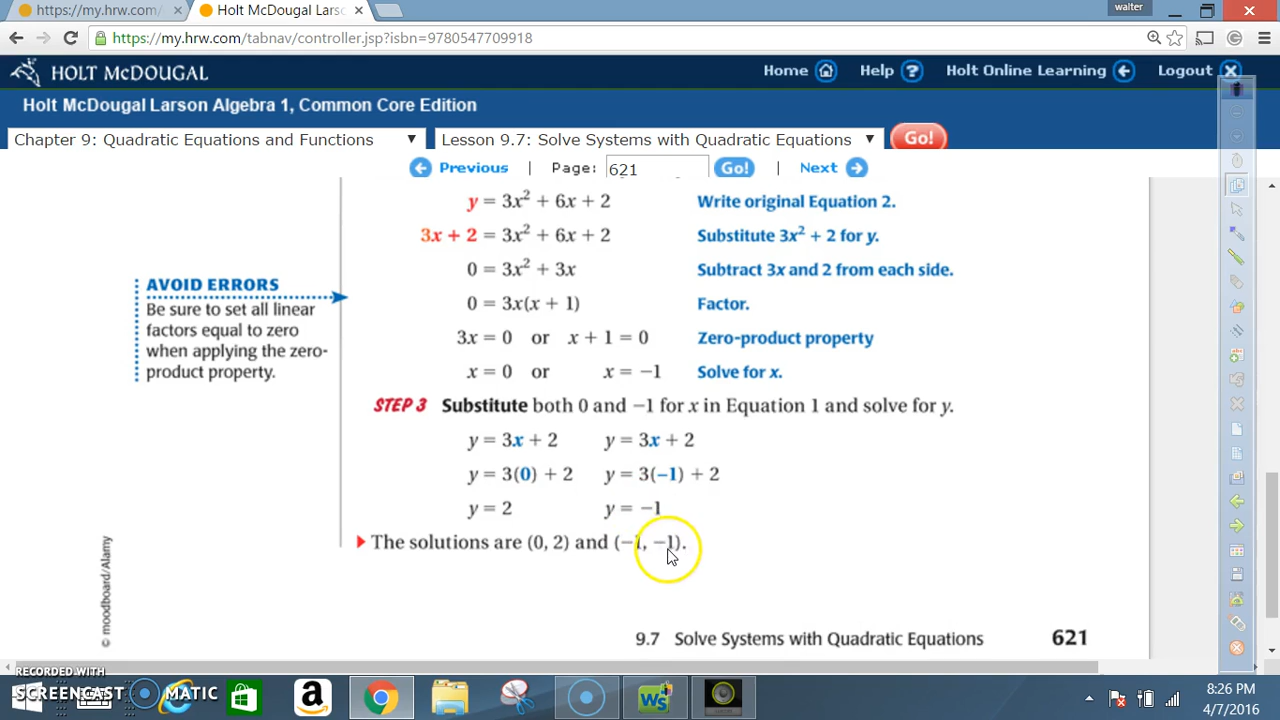 https://my.hrw.com/
Holt McDougal Lars
walter
https://my.hrw.com/tabnav/controller.jsp?isbn=9780547709918
HOLT McDOUGAL
Home
Help
Holt Online Learning
Logout
Holt McDougal Larson Algebra 1, Common Core Edition
Chapter 9: Quadratic Equations and Functions
Lesson 9.7: Solve Systems with Quadratic Equations
Go!
Previous | Page: 621 Go! | Next
y = 3x² + 6x + 2 Write original Equation 2.
3x + 2 = 3x² + 6x + 2 Substitute 3x² + 2 for y.
0 = 3x² + 3x Subtract 3x and 2 from each side.
0 = 3x(x + 1) Factor.
3x = 0 or x + 1 = 0 Zero-product property
x = 0 or x = −1 Solve for x.
AVOID ERRORS
Be sure to set all linear
factors equal to zero
when applying the zero-
product property.
STEP 3 Substitute both 0 and −1 for x in Equation 1 and solve for y.
y = 3x + 2 y = 3x + 2
y = 3(0) + 2 y = 3(−1) + 2
y = 2 y = −1
The solutions are (0, 2) and (−1, −1).
© moodboard/Alamy
9.7 Solve Systems with Quadratic Equations 621
RECORDED WITH
SCREENCAST MATIC
WS
8:26 PM
4/7/2016